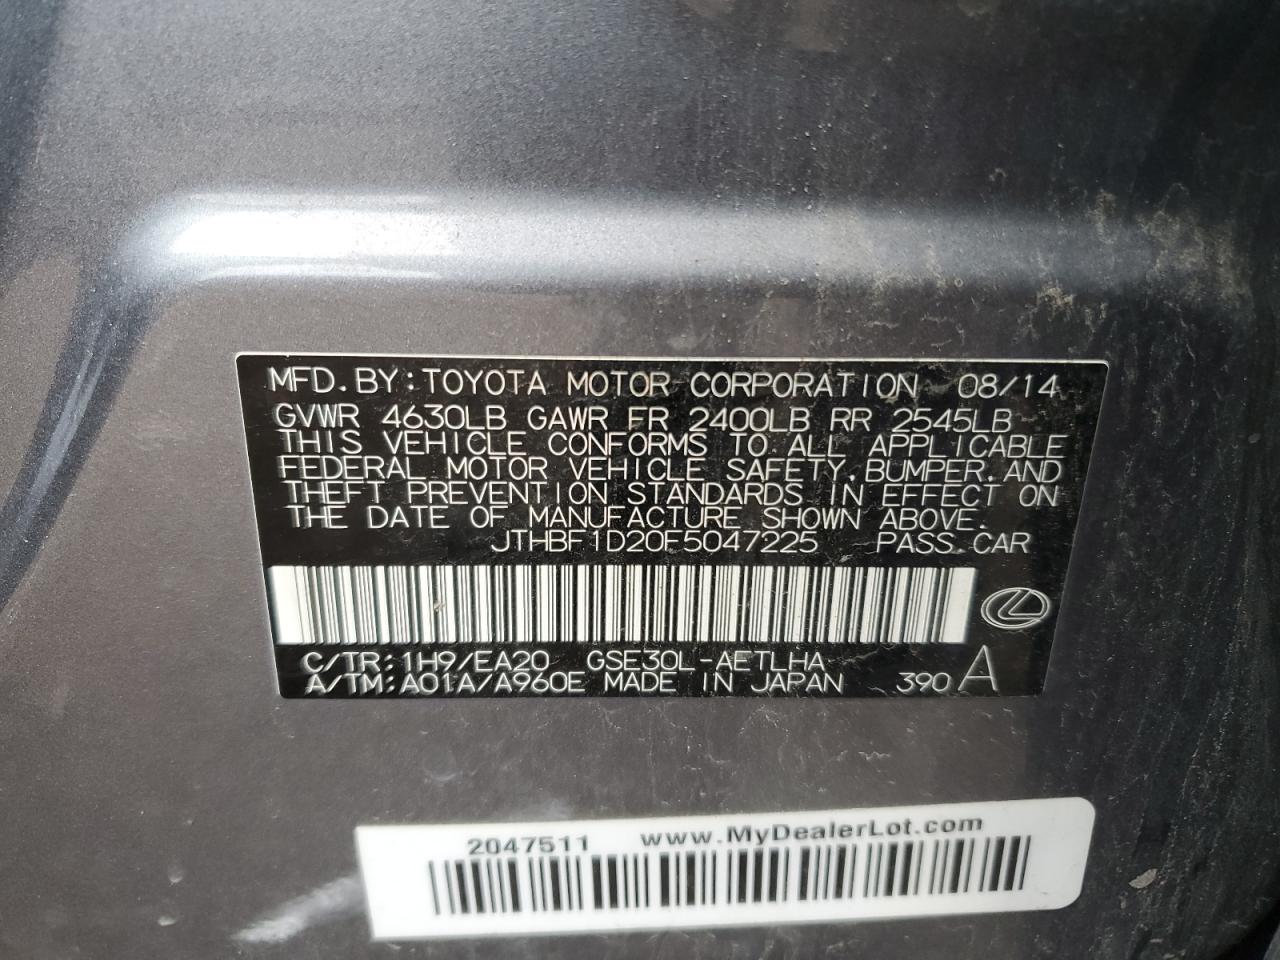 MFD.BY:TOYOTA MOTOR CORPORATION 08/14
GVWR 4630LB GAWR FR 2400LB RR 2545LB
THIS VEHICLE CONFORMS TO ALL APPLICABLE
FEDERAL MOTOR VEHICLE SAFETY,BUMPER,AND
THEFT PREVENTION STANDARDS IN EFFECT ON
THE DATE OF MANUFACTURE SHOWN ABOVE.
JTHBF1D20F5047225 PASS.CAR
C/TR:1H9/EA20 GSE30L-AETLHA
A/TM:A01A/A960E MADE IN JAPAN 390 A
2047511 www.MyDealerLot.com